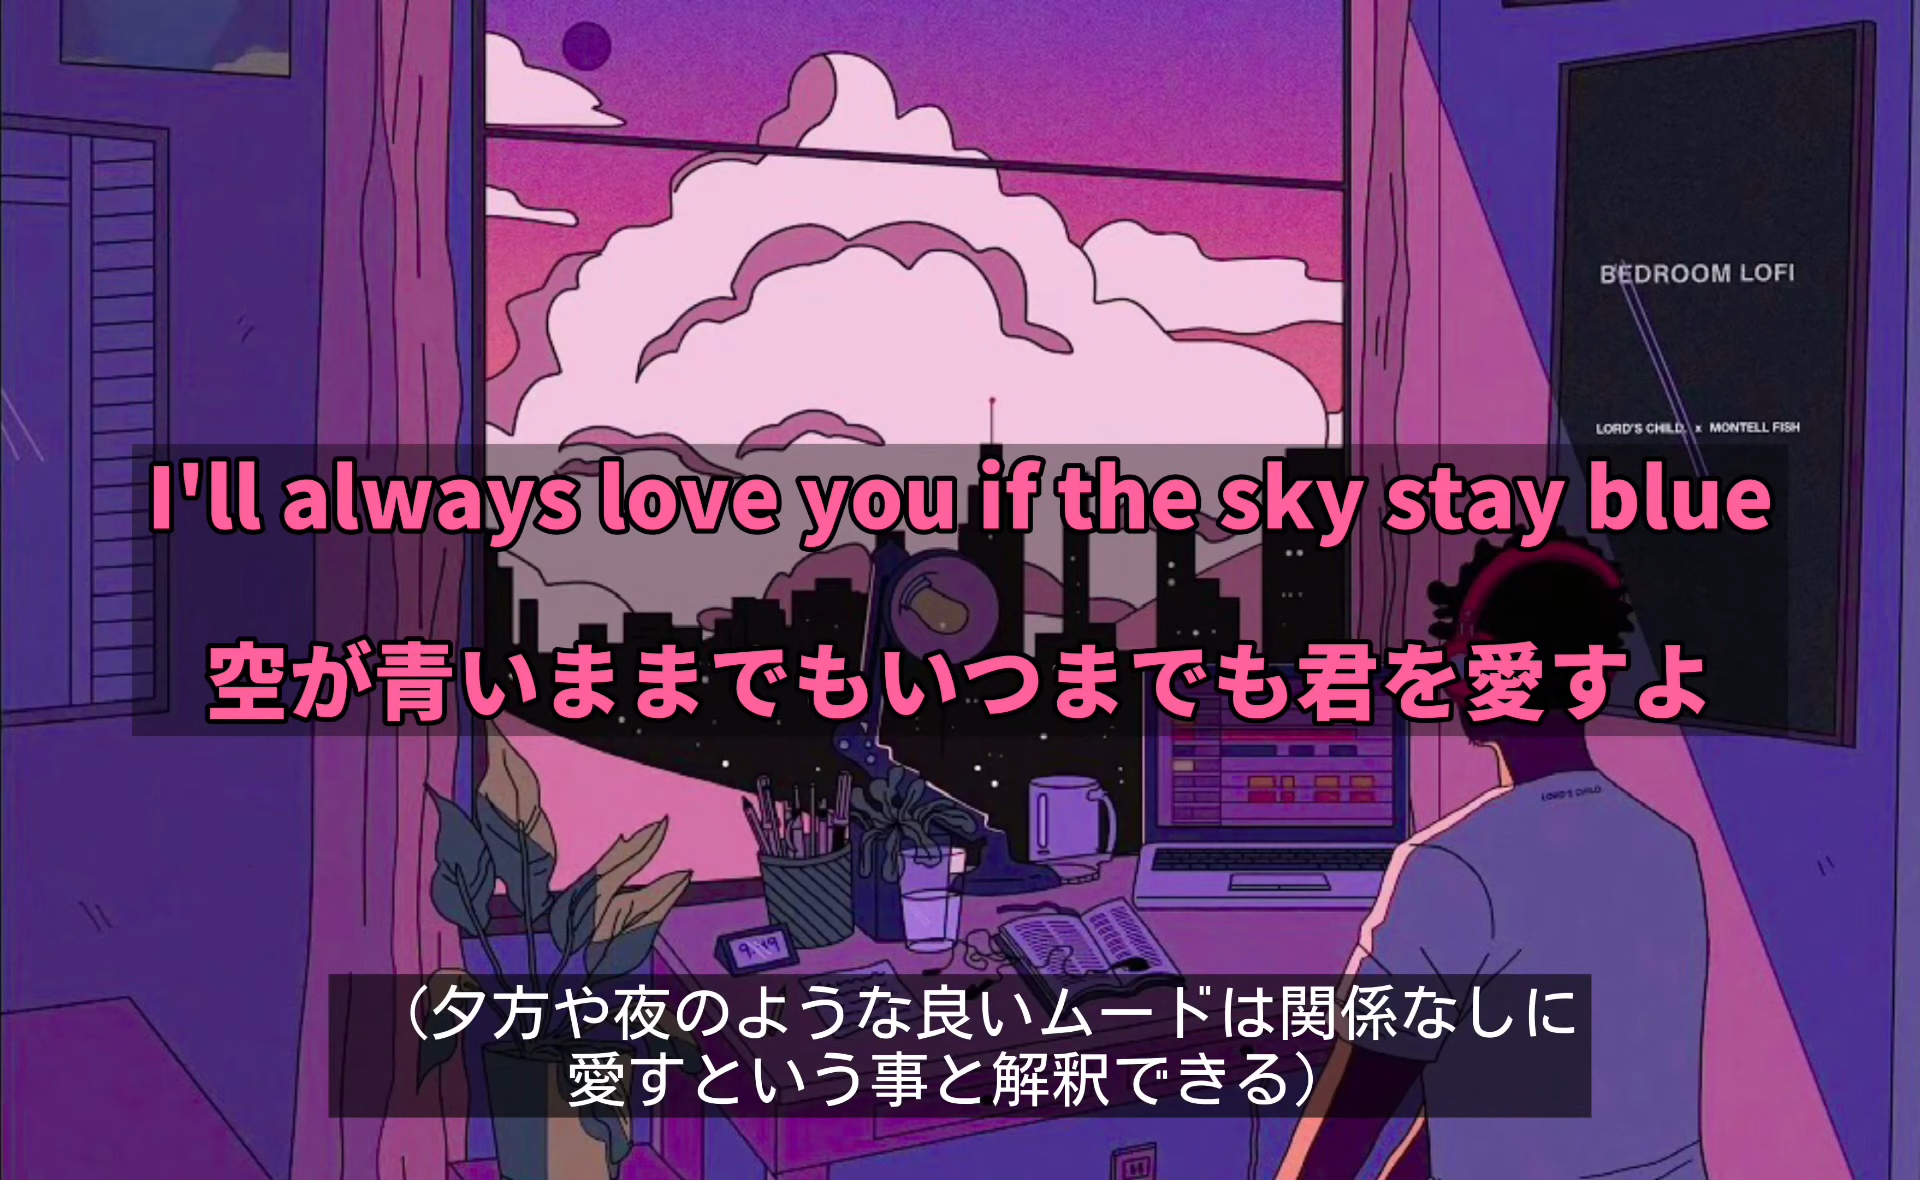 BEDROOM LOFI
LORD'S CHILD. x MONTELL FISH
I'll always love you if the sky stay blue
空が青いままでもいつまでも君を愛すよ
LORD'S CHILD
（夕方や夜のような良いムードは関係なしに
愛すという事と解釈できる）